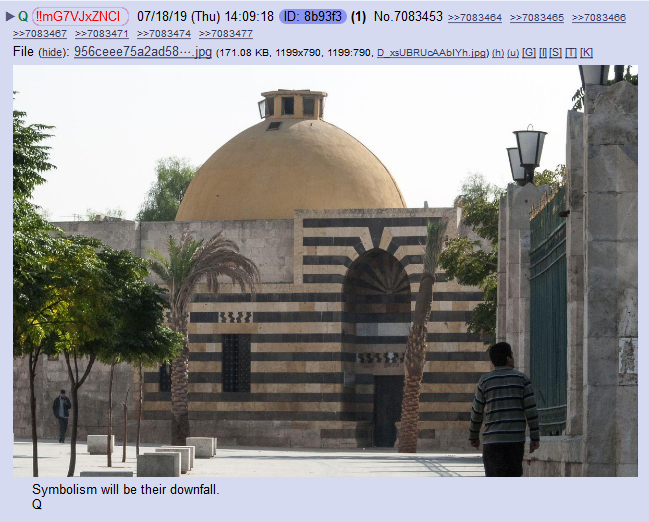 ▶ Q !!mG7VJxZNCI 07/18/19 (Thu) 14:09:18 ID: 8b93f3 (1) No.7083453 >>7083464 >>7083465 >>7083466
>>7083467 >>7083471 >>7083474 >>7083477
File (hide): 956ceee75a2ad58⋯.jpg (171.08 KB, 1199x790, 1199:790, D_xsUBRUcAAbIYh.jpg) (h) (u) [G] [I] [S] [T] [K]
Symbolism will be their downfall.
Q